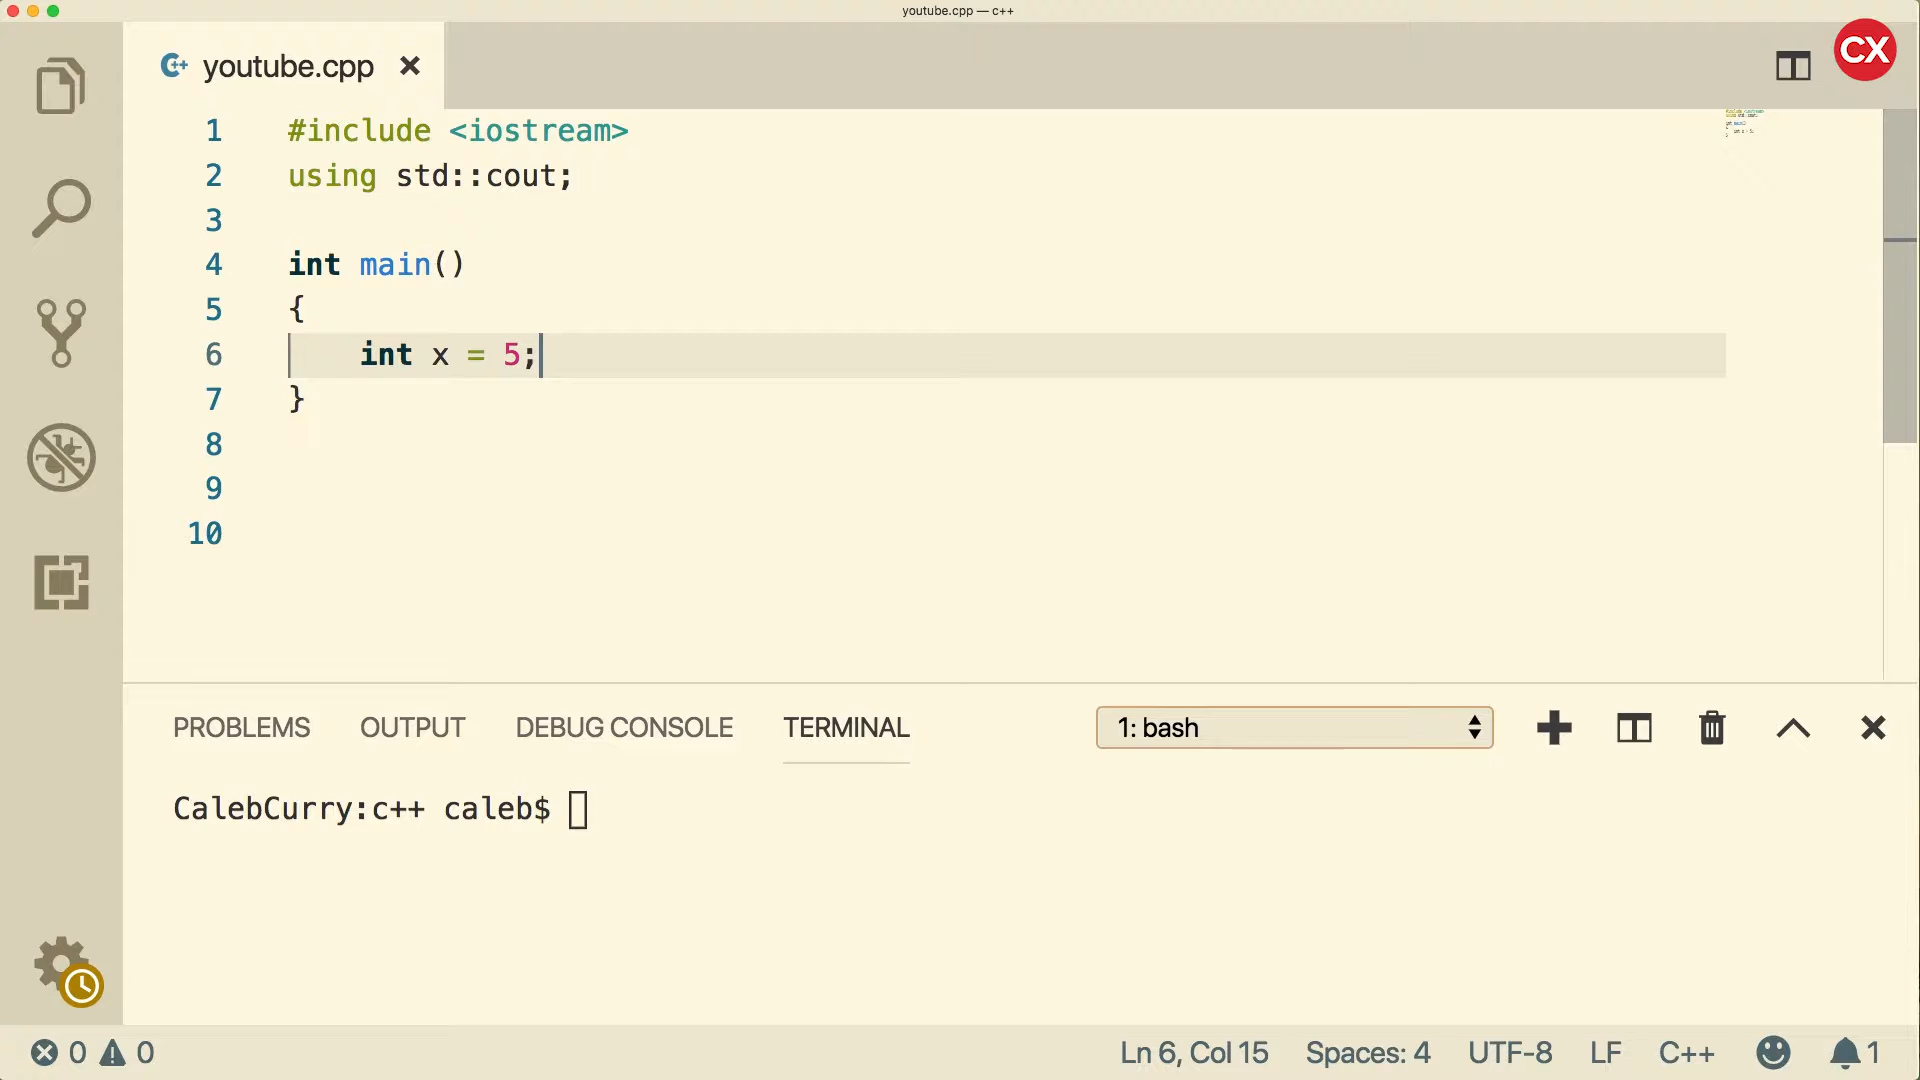 youtube.cpp — c++
youtube.cpp
CX
1 #include <iostream>
2 using std::cout;
3
4 int main()
5 {
6     int x = 5;
7 }
8
9
10
PROBLEMS OUTPUT DEBUG CONSOLE TERMINAL 1: bash
CalebCurry:c++ caleb$
0 0 Ln 6, Col 15 Spaces: 4 UTF-8 LF C++ 1